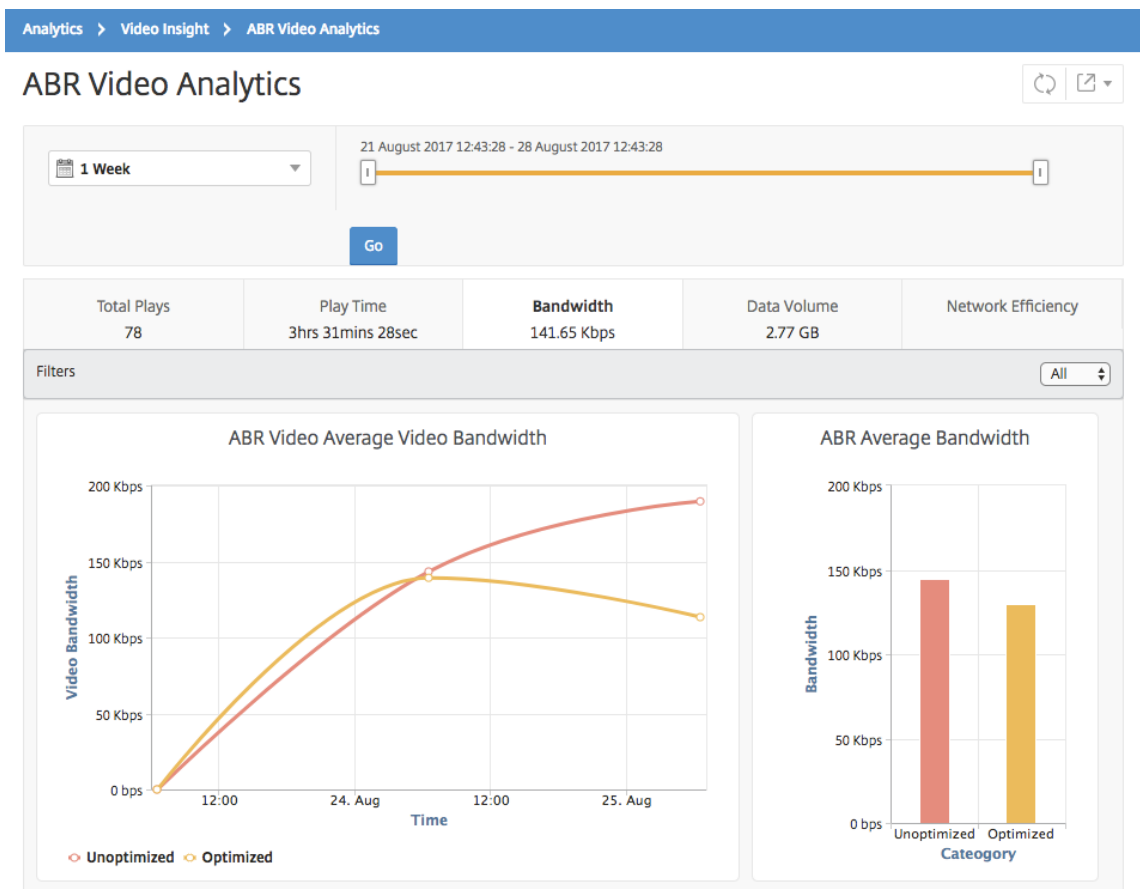 Analytics > Video Insight > ABR Video Analytics
ABR Video Analytics
1 Week
21 August 2017 12:43:28 - 28 August 2017 12:43:28
Go
Total Plays
78
Play Time
3hrs 31mins 28sec
Bandwidth
141.65 Kbps
Data Volume
2.77 GB
Network Efficiency
Filters
All
ABR Video Average Video Bandwidth
200 Kbps
150 Kbps
100 Kbps
50 Kbps
0 bps
Video Bandwidth
12:00
24. Aug
12:00
25. Aug
Time
Unoptimized
Optimized
ABR Average Bandwidth
200 Kbps
150 Kbps
100 Kbps
50 Kbps
0 bps
Bandwidth
Unoptimized
Optimized
Cateogory